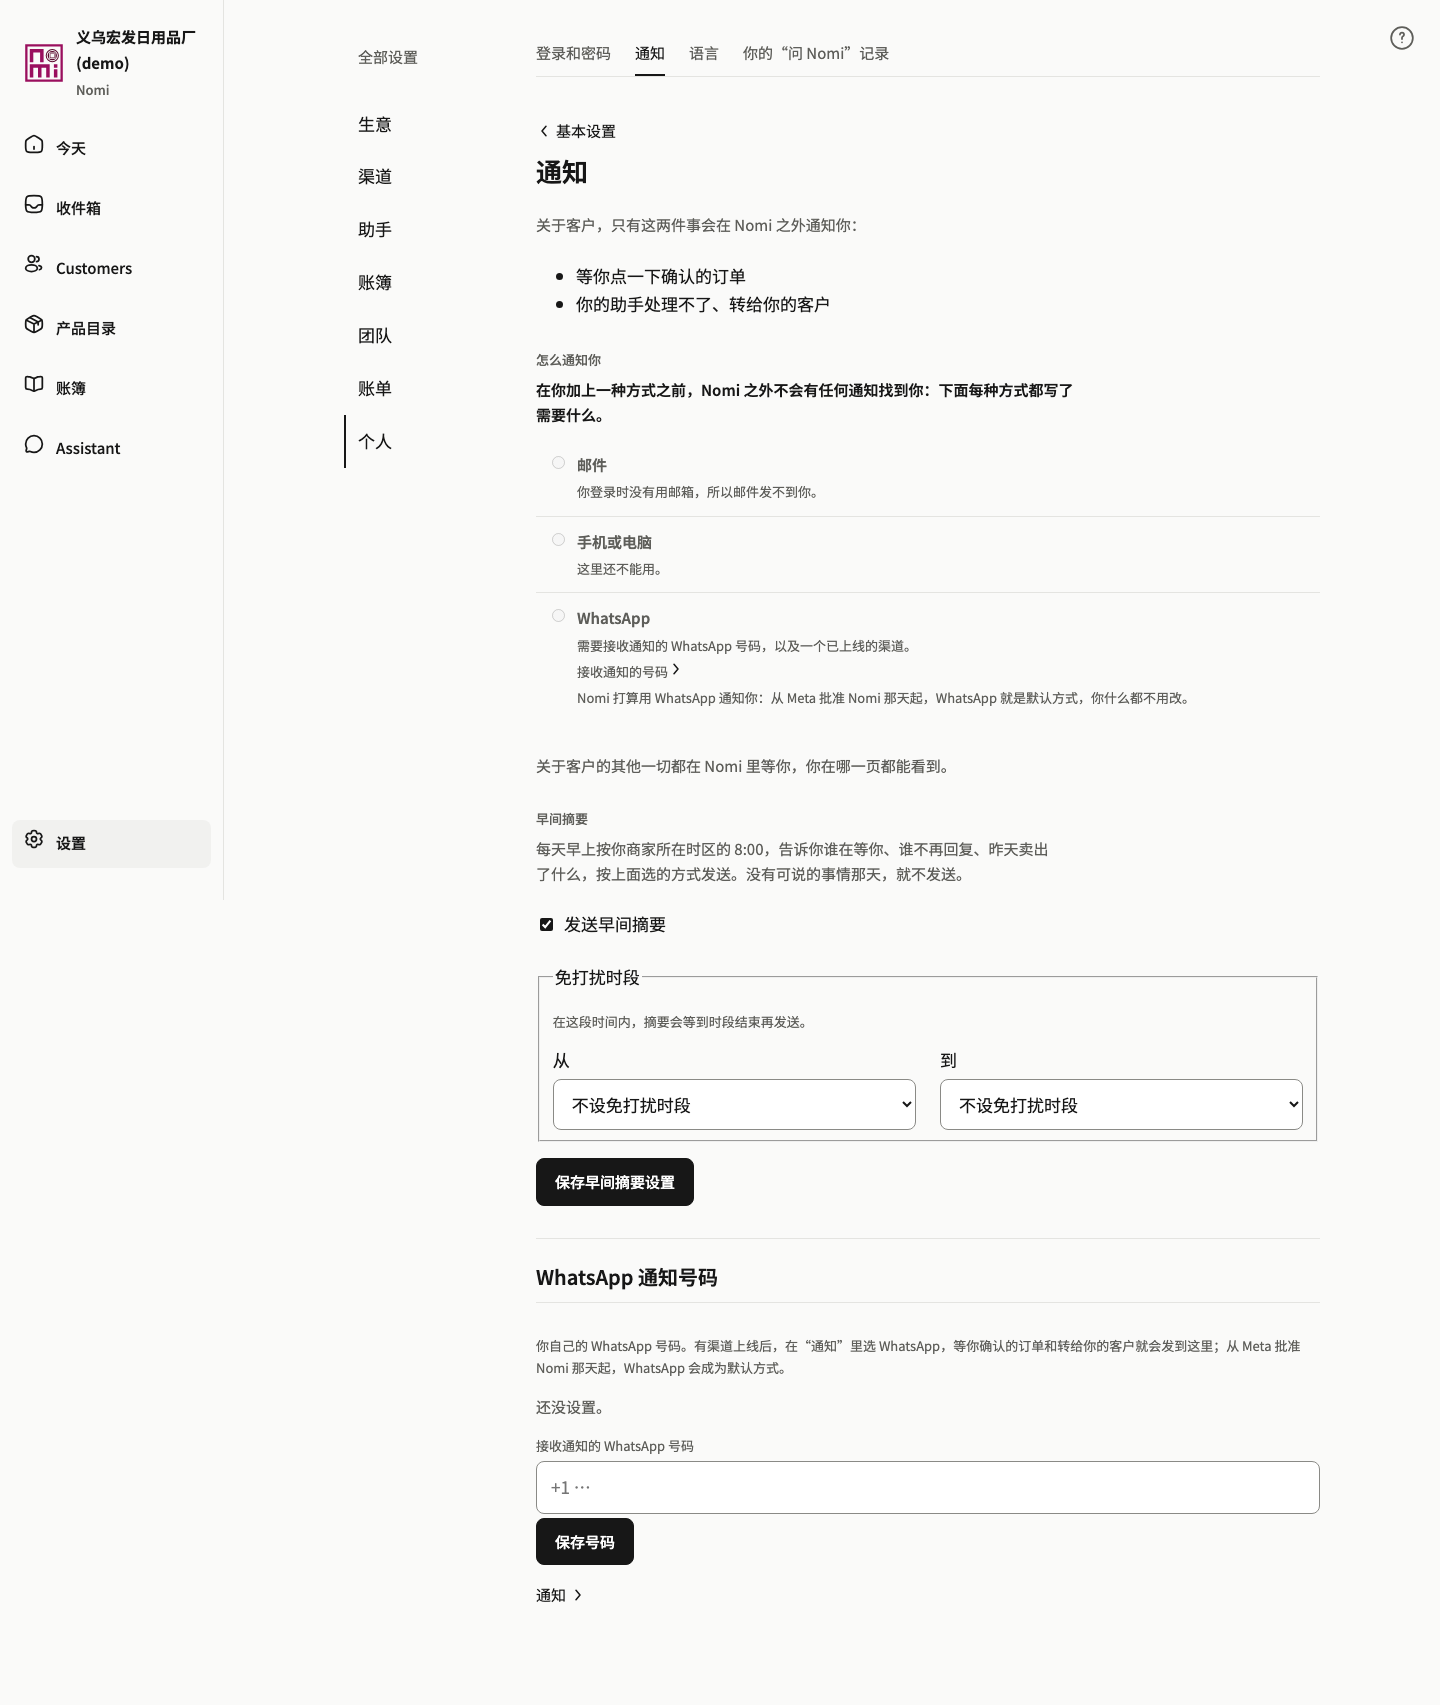 义乌宏发日用品厂
(demo)
Nomi
今天
收件箱
Customers
产品目录
账簿
Assistant
设置
全部设置
生意
渠道
助手
账簿
团队
账单
个人
登录和密码
通知
语言
你的“问 Nomi”记录
基本设置
通知
关于客户，只有这两件事会在 Nomi 之外通知你：
等你点一下确认的订单
你的助手处理不了、转给你的客户
怎么通知你
在你加上一种方式之前，Nomi 之外不会有任何通知找到你：下面每种方式都写了
需要什么。
邮件
你登录时没有用邮箱，所以邮件发不到你。
手机或电脑
这里还不能用。
WhatsApp
需要接收通知的 WhatsApp 号码，以及一个已上线的渠道。
接收通知的号码
Nomi 打算用 WhatsApp 通知你：从 Meta 批准 Nomi 那天起，WhatsApp 就是默认方式，你什么都不用改。
关于客户的其他一切都在 Nomi 里等你，你在哪一页都能看到。
早间摘要
每天早上按你商家所在时区的 8:00，告诉你谁在等你、谁不再回复、昨天卖出
了什么，按上面选的方式发送。没有可说的事情那天，就不发送。
发送早间摘要
免打扰时段
在这段时间内，摘要会等到时段结束再发送。
从
到
不设免打扰时段
不设免打扰时段
保存早间摘要设置
WhatsApp 通知号码
你自己的 WhatsApp 号码。有渠道上线后，在“通知”里选 WhatsApp，等你确认的订单和转给你的客户就会发到这里；从 Meta 批准
Nomi 那天起，WhatsApp 会成为默认方式。
还没设置。
接收通知的 WhatsApp 号码
+1 …
保存号码
通知